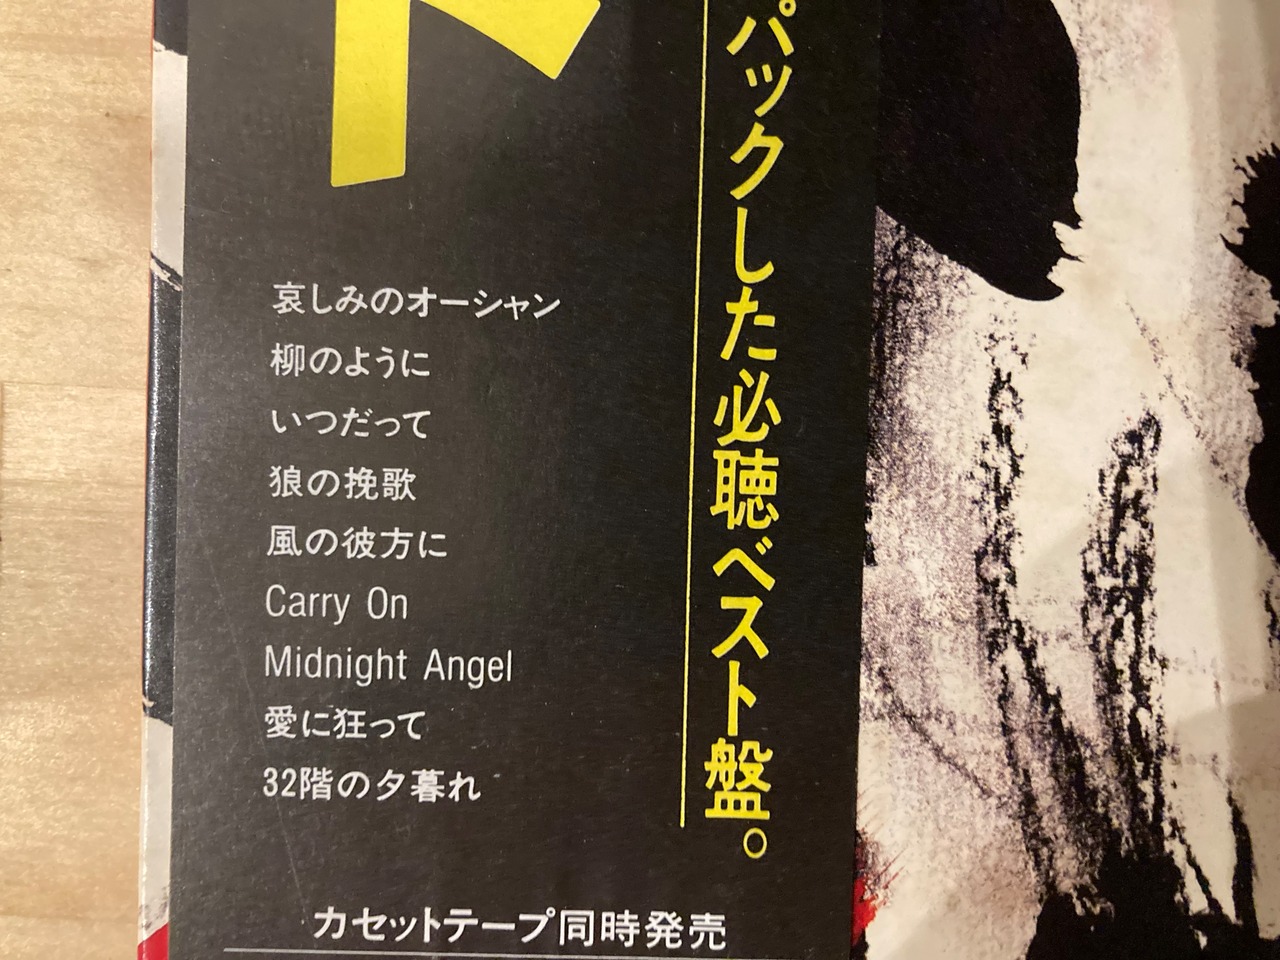 パックした必聴ベスト盤。
哀しみのオーシャン
柳のように
いつだって
狼の挽歌
風の彼方に
Carry On
Midnight Angel
愛に狂って
32階の夕暮れ
カセットテープ同時発売